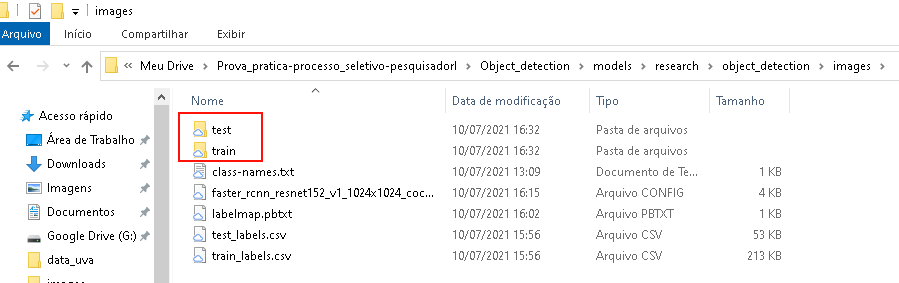 images
Arquivo Início Compartilhar Exibir
« Meu Drive > Prova_pratica-processo_seletivo-pesquisadorI > Object_detection > models > research > object_detection > images >
Nome Data de modificação Tipo Tamanho
Acesso rápido
Área de Trabalho
Downloads
Imagens
Documentos
Google Drive (G:)
data_uva
test 10/07/2021 16:32 Pasta de arquivos
train 10/07/2021 16:32 Pasta de arquivos
class-names.txt 10/07/2021 13:09 Documento de Te... 1 KB
faster_rcnn_resnet152_v1_1024x1024_coc... 10/07/2021 16:15 Arquivo CONFIG 4 KB
labelmap.pbtxt 10/07/2021 16:02 Arquivo PBTXT 1 KB
test_labels.csv 10/07/2021 15:56 Arquivo CSV 53 KB
train_labels.csv 10/07/2021 15:56 Arquivo CSV 213 KB